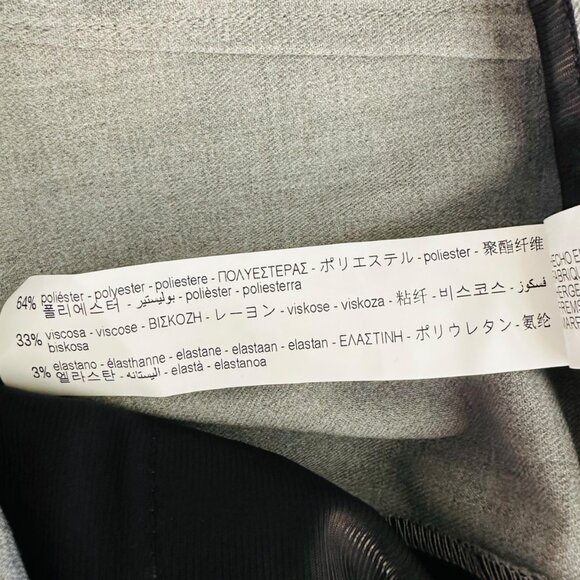 64% poliéster - polyester - poliestere - ΠΟΛΥΕΣΤΕΡΑΣ - ポリエステル - poliester - 聚酯纤维
폴리에스터 - بوليستير - polièster - poliesterra
33% viscosa - viscose - ΒΙΣΚΟΖΗ - レーヨン - viskose - viskoza - 粘纤 - 비스코스 - فسكوز
biskosa
3% elastano - élasthanne - elastane - elastaan - elastan - ΕΛΑΣΤΙΝΗ - ポリウレタン - 氨纶
엘라스탄 - الیستانه - elastà - elastanoa